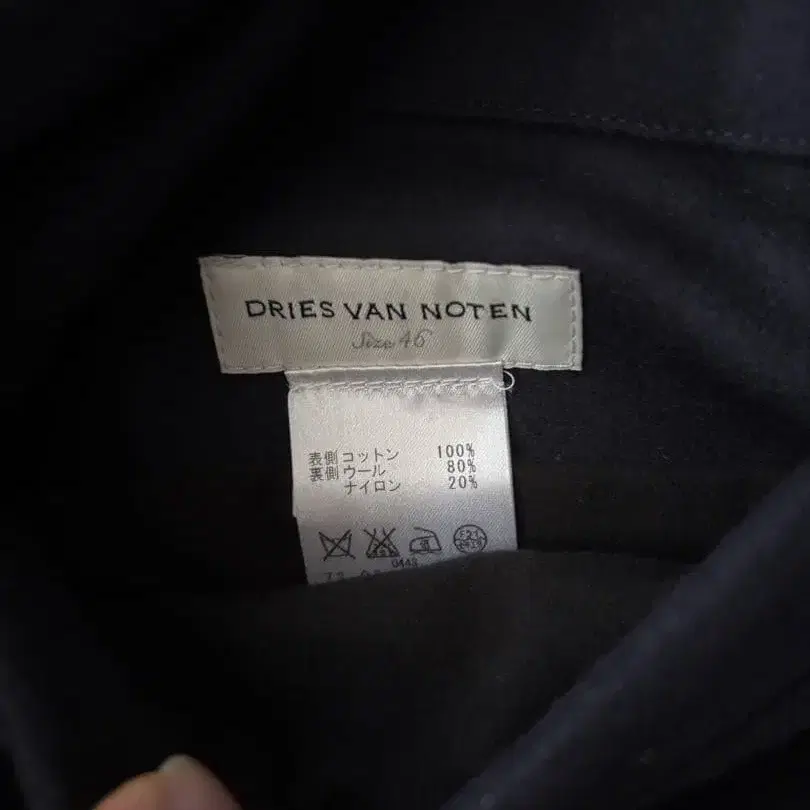 DRIES VAN NOTEN
Size 46
表側 コットン 100%
裏側 ウール 80%
ナイロン 20%
0443